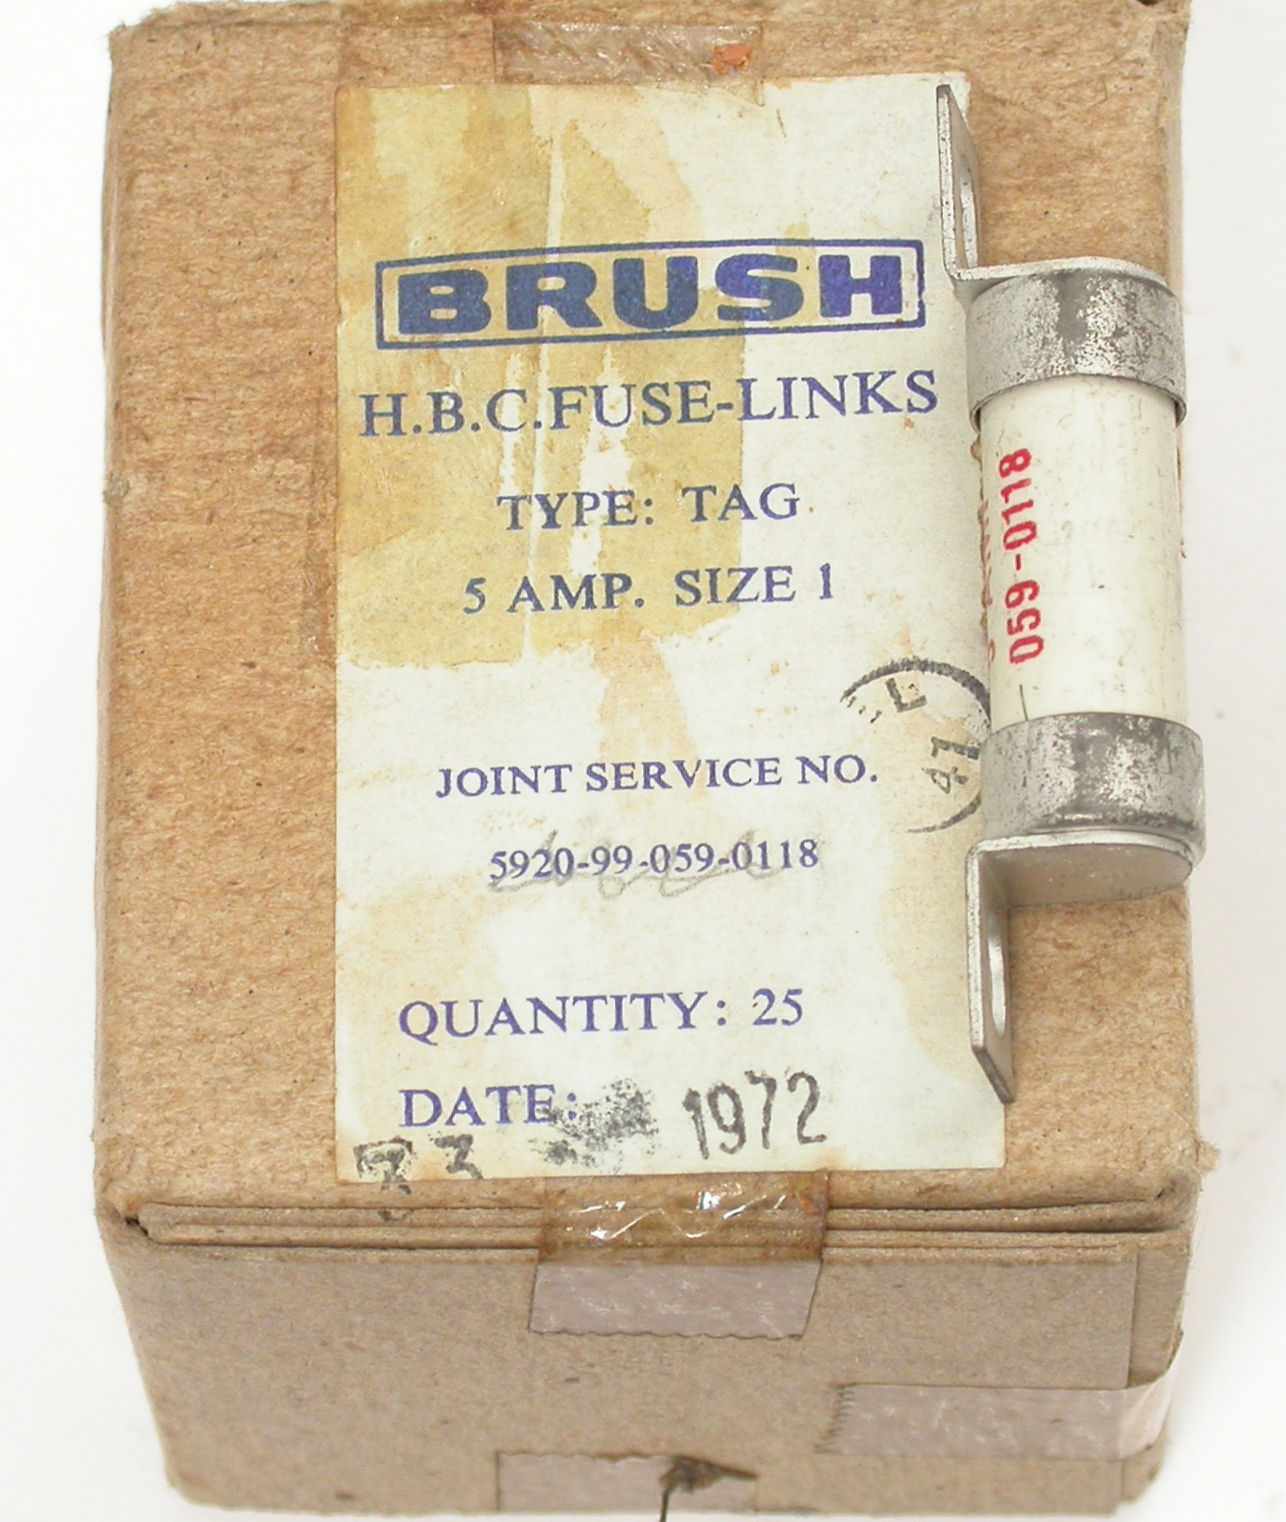 BRUSH
H.B.C.FUSE-LINKS
TYPE: TAG
5 AMP. SIZE 1
JOINT SERVICE NO.
5920-99-059-0118
QUANTITY: 25
DATE: 1972
059-0118